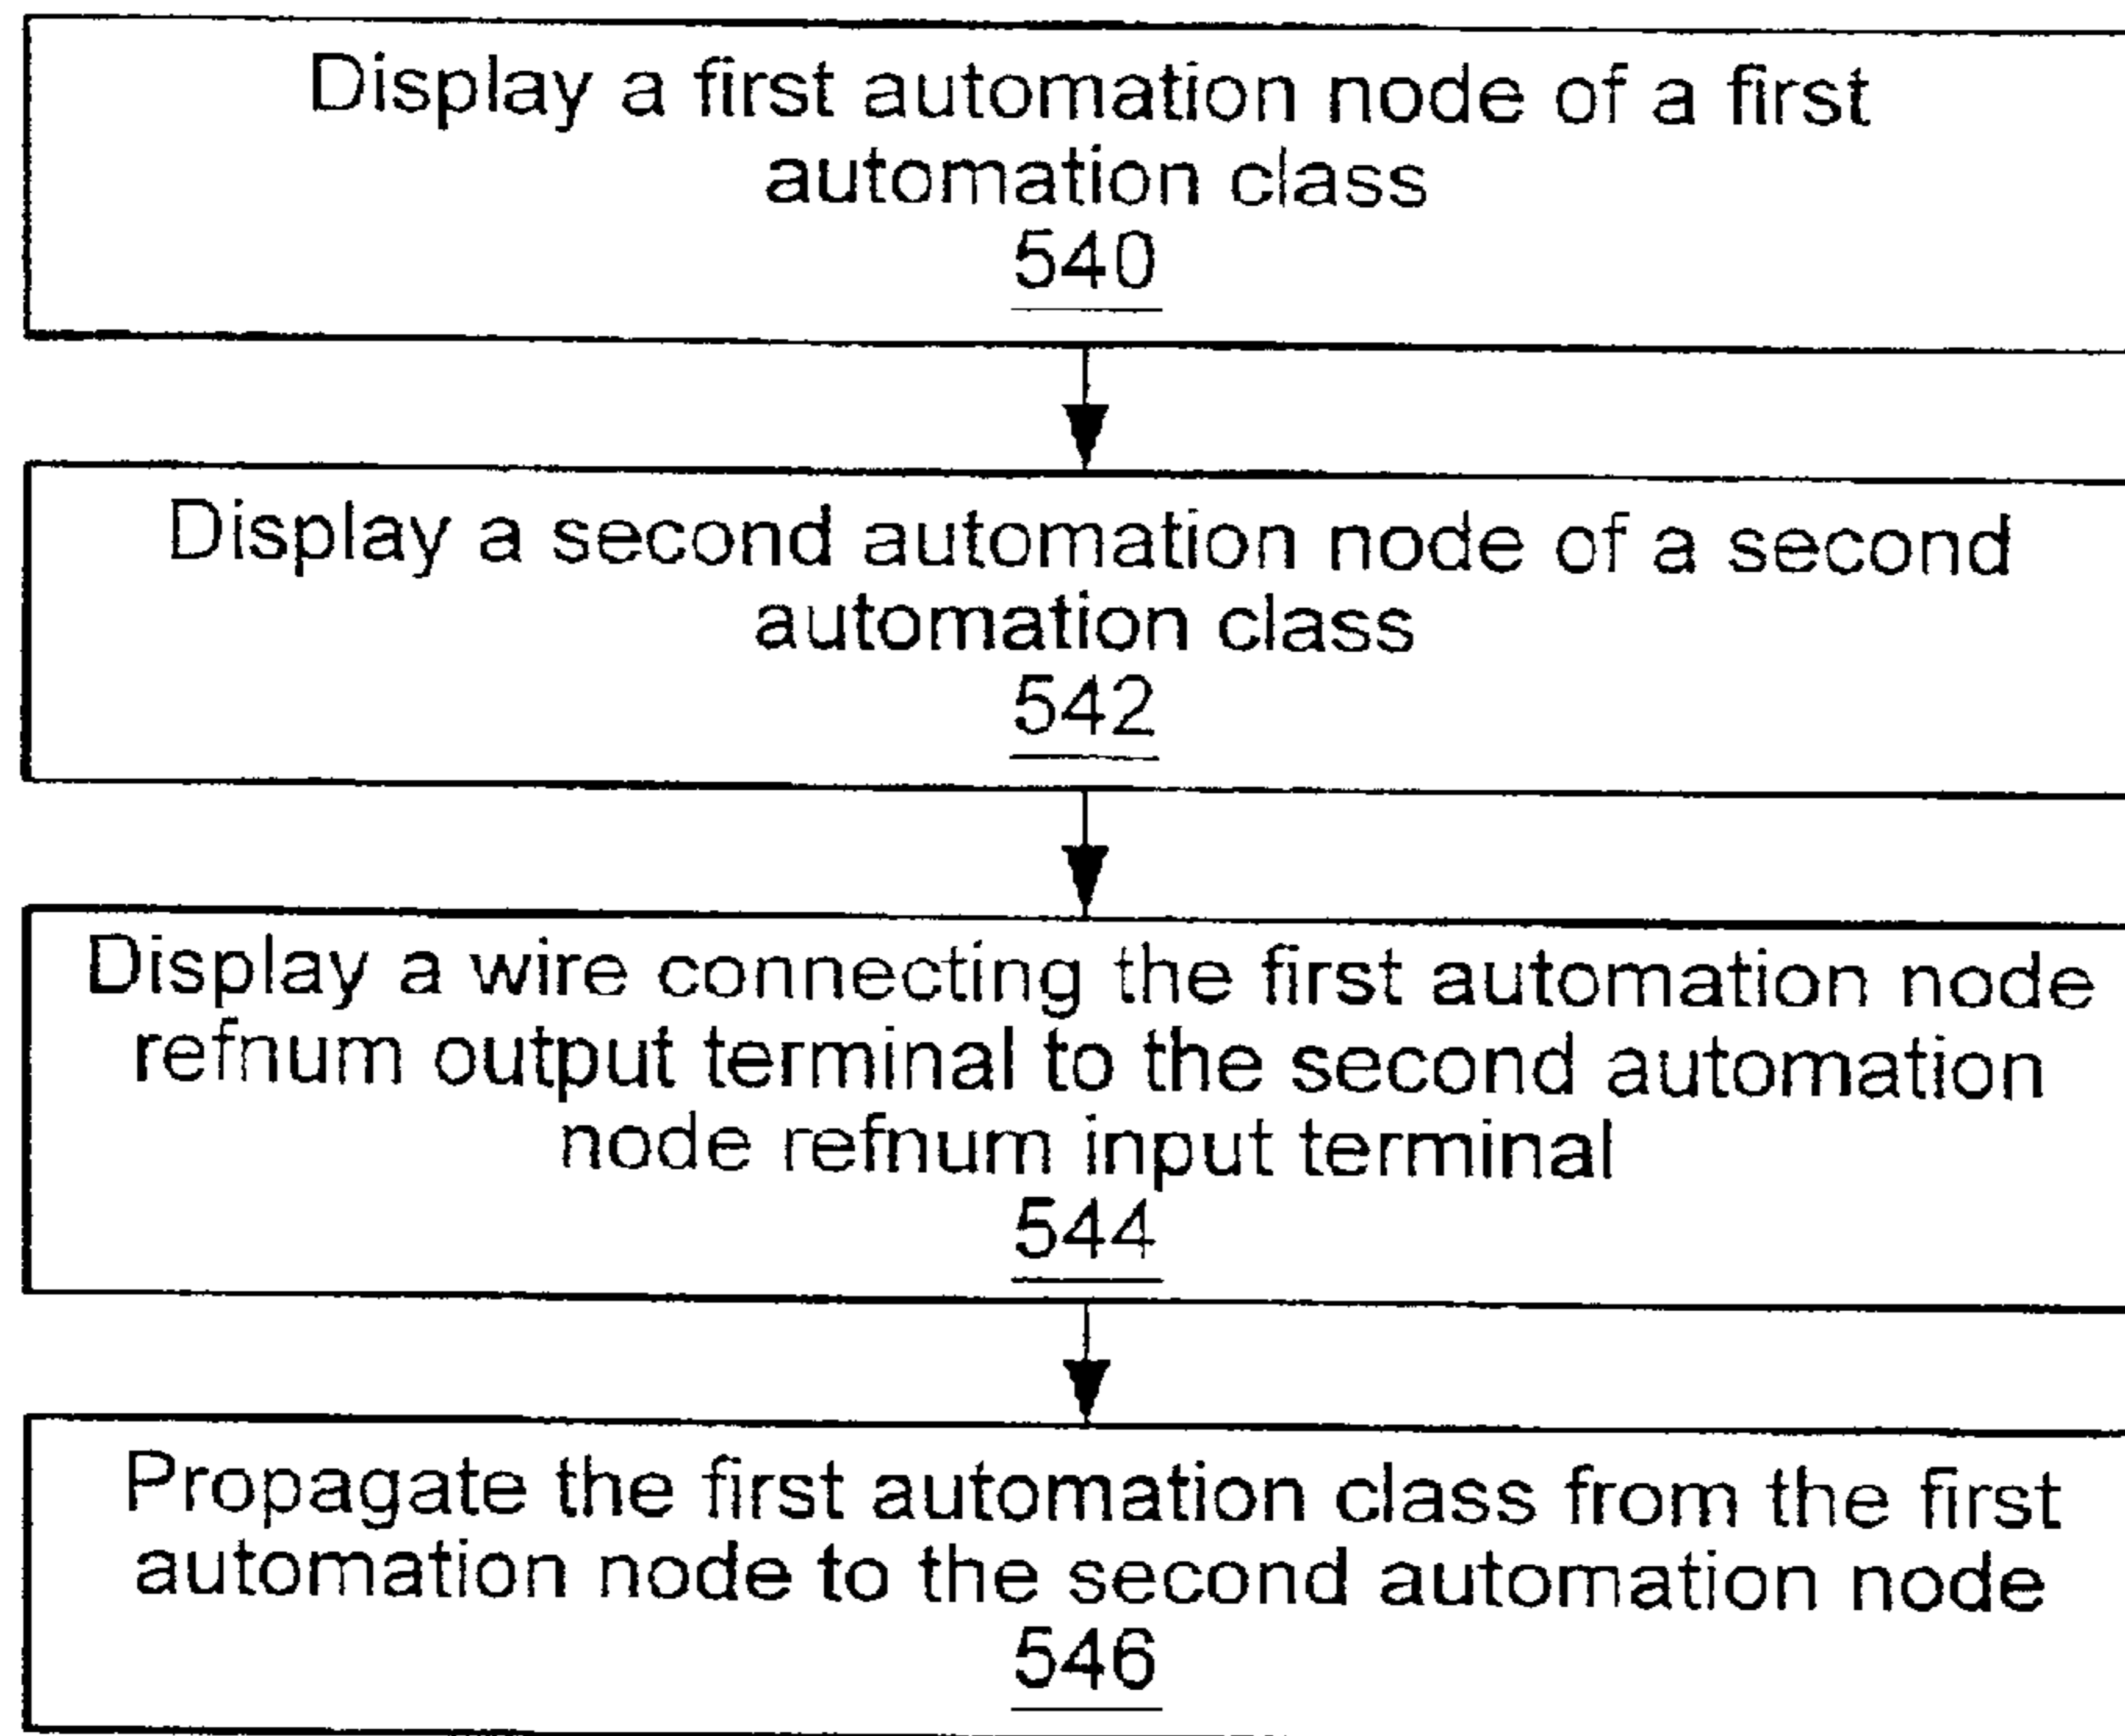 Display a first automation node of a first
automation class
540
Display a second automation node of a second
automation class
542
Display a wire connecting the first automation node
refnum output terminal to the second automation
node refnum input terminal
544
Propagate the first automation class from the first
automation node to the second automation node
546